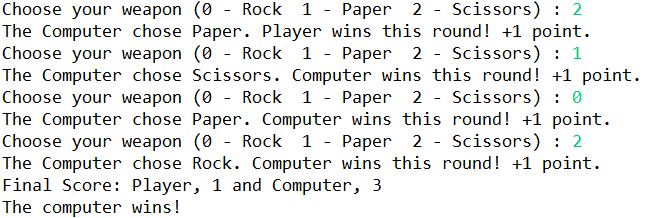 Choose your weapon (0 - Rock  1 - Paper  2 - Scissors) : 2
The Computer chose Paper. Player wins this round! +1 point.
Choose your weapon (0 - Rock  1 - Paper  2 - Scissors) : 1
The Computer chose Scissors. Computer wins this round! +1 point.
Choose your weapon (0 - Rock  1 - Paper  2 - Scissors) : 0
The Computer chose Paper. Computer wins this round! +1 point.
Choose your weapon (0 - Rock  1 - Paper  2 - Scissors) : 2
The Computer chose Rock. Computer wins this round! +1 point.
Final Score: Player, 1 and Computer, 3
The computer wins!